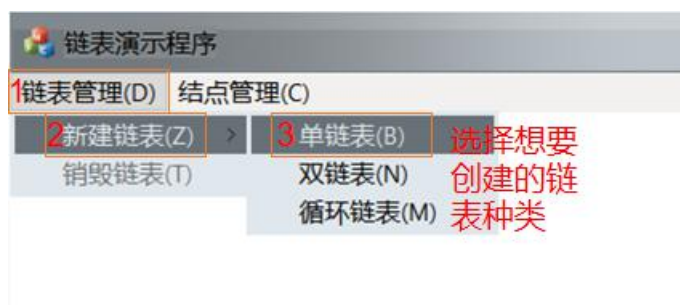 链表演示程序
1链表管理(D) 结点管理(C)
2新建链表(Z) > 3单链表(B) 选择想要
销毁链表(T) 双链表(N) 创建的链
循环链表(M) 表种类